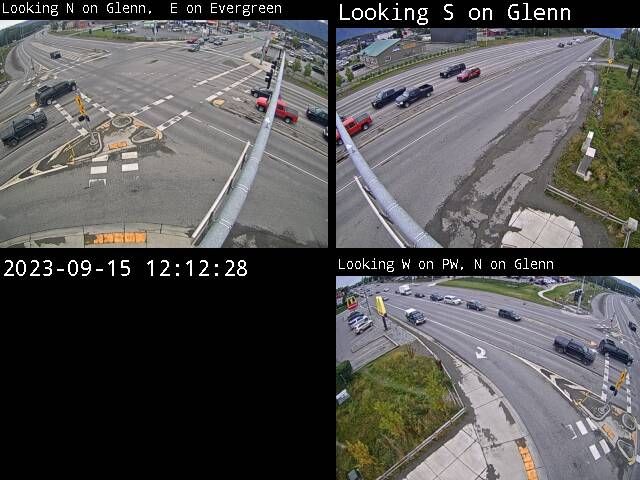 Looking N on Glenn,  E on Evergreen
Looking S on Glenn
2023-09-15 12:12:28
Looking W on PW, N on Glenn